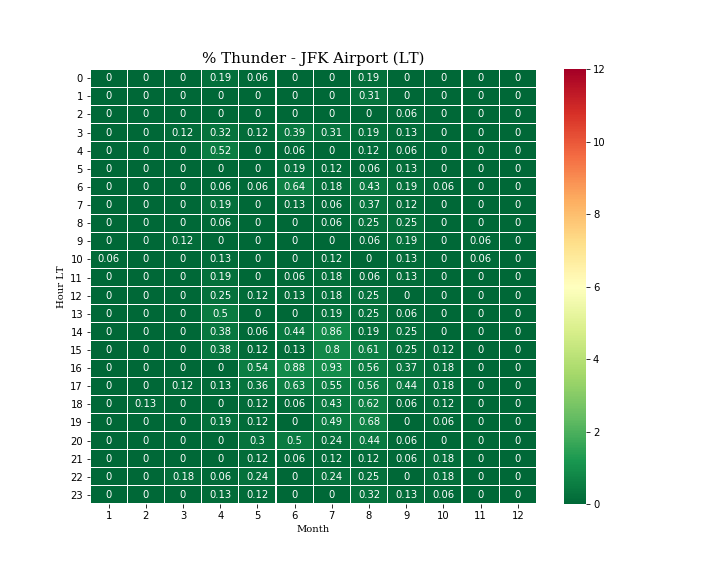 % Thunder - JFK Airport (LT)
0 0 0 0 0.19 0.06 0 0 0.19 0 0 0 0
1 0 0 0 0 0 0 0 0.31 0 0 0 0
2 0 0 0 0 0 0 0 0 0.06 0 0 0
3 0 0 0.12 0.32 0.12 0.39 0.31 0.19 0.13 0 0 0
4 0 0 0 0.52 0 0.06 0 0.12 0.06 0 0 0
5 0 0 0 0 0 0.19 0.12 0.06 0.13 0 0 0
6 0 0 0 0.06 0.06 0.64 0.18 0.43 0.19 0.06 0 0
7 0 0 0 0.19 0 0.13 0.06 0.37 0.12 0 0 0
8 0 0 0 0.06 0 0 0.06 0.25 0.25 0 0 0
9 0 0 0.12 0 0 0 0 0.06 0.19 0 0.06 0
10 0.06 0 0 0.13 0 0 0.12 0 0.13 0 0.06 0
11 0 0 0 0.19 0 0.06 0.18 0.06 0.13 0 0 0
12 0 0 0 0.25 0.12 0.13 0.18 0.25 0 0 0 0
13 0 0 0 0.5 0 0 0.19 0.25 0.06 0 0 0
14 0 0 0 0.38 0.06 0.44 0.86 0.19 0.25 0 0 0
15 0 0 0 0.38 0.12 0.13 0.8 0.61 0.25 0.12 0 0
16 0 0 0 0 0.54 0.88 0.93 0.56 0.37 0.18 0 0
17 0 0 0.12 0.13 0.36 0.63 0.55 0.56 0.44 0.18 0 0
18 0 0.13 0 0 0.12 0.06 0.43 0.62 0.06 0.12 0 0
19 0 0 0 0.19 0.12 0 0.49 0.68 0 0.06 0 0
20 0 0 0 0 0.3 0.5 0.24 0.44 0.06 0 0 0
21 0 0 0 0 0.12 0.06 0.12 0.12 0.06 0.18 0 0
22 0 0 0.18 0.06 0.24 0 0.24 0.25 0 0.18 0 0
23 0 0 0 0.13 0.12 0 0 0.32 0.13 0.06 0 0
1 2 3 4 5 6 7 8 9 10 11 12
Month
Hour LT
12
10
8
6
4
2
0